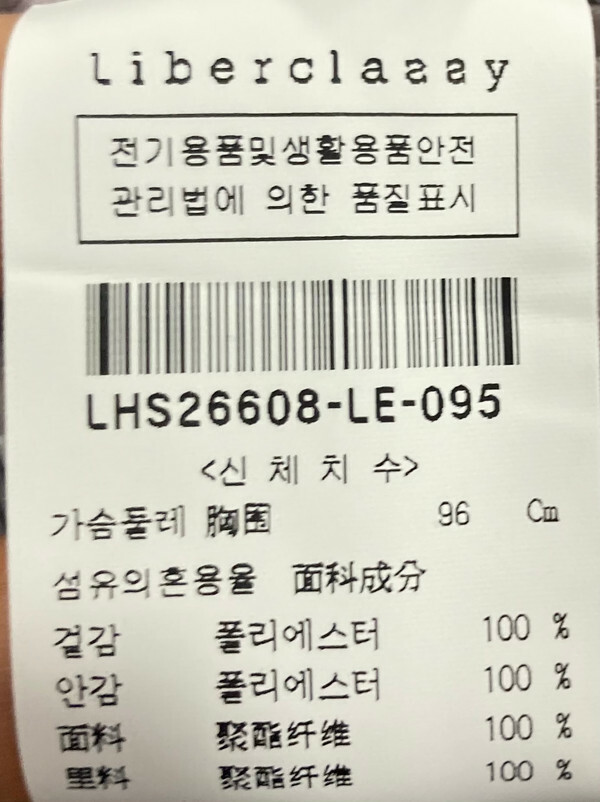 Liberclassy
전기용품및생활용품안전
관리법에 의한 품질표시
LHS26608-LE-095
<신 체 치 수>
가슴둘레 胸围 96 Cm
섬유의혼용율 面料成分
겉감 폴리에스터 100 %
안감 폴리에스터 100 %
面料 聚酯纤维 100 %
里料 聚酯纤维 100 %